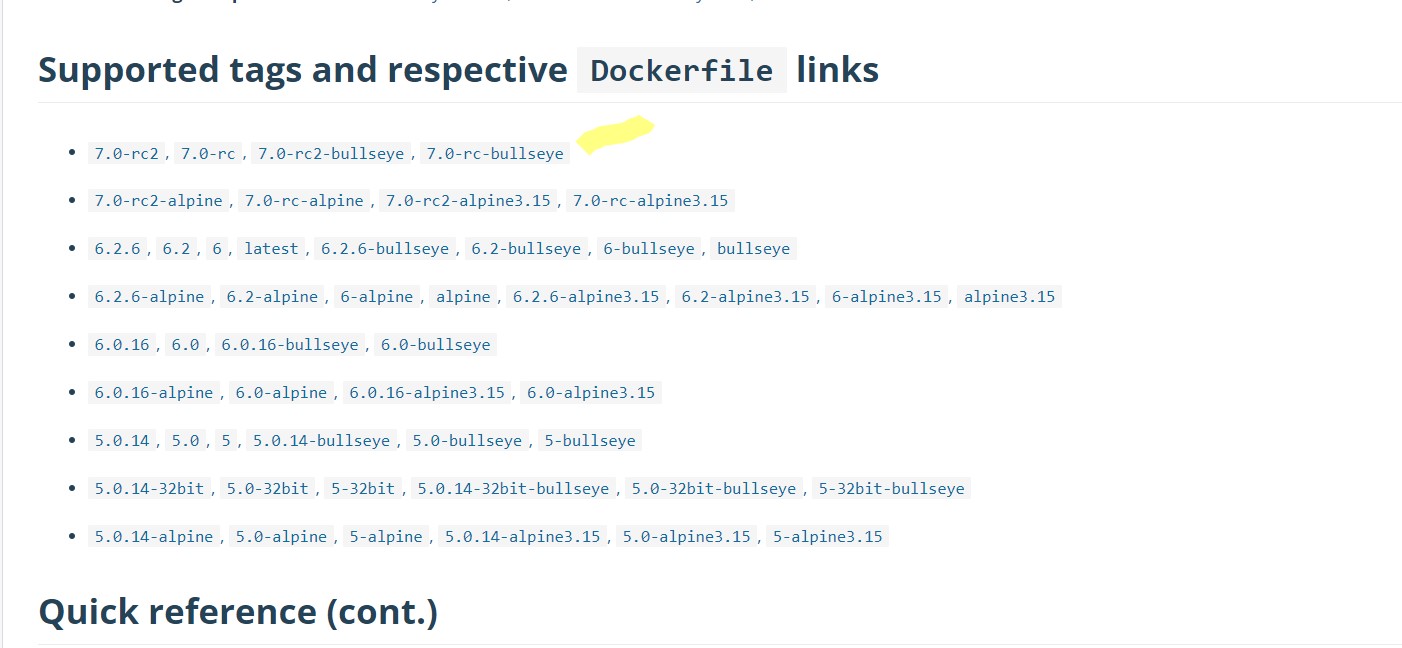 Supported tags and respective Dockerfile links
• 7.0-rc2, 7.0-rc, 7.0-rc2-bullseye, 7.0-rc-bullseye
• 7.0-rc2-alpine, 7.0-rc-alpine, 7.0-rc2-alpine3.15, 7.0-rc-alpine3.15
• 6.2.6, 6.2, 6, latest, 6.2.6-bullseye, 6.2-bullseye, 6-bullseye, bullseye
• 6.2.6-alpine, 6.2-alpine, 6-alpine, alpine, 6.2.6-alpine3.15, 6.2-alpine3.15, 6-alpine3.15, alpine3.15
• 6.0.16, 6.0, 6.0.16-bullseye, 6.0-bullseye
• 6.0.16-alpine, 6.0-alpine, 6.0.16-alpine3.15, 6.0-alpine3.15
• 5.0.14, 5.0, 5, 5.0.14-bullseye, 5.0-bullseye, 5-bullseye
• 5.0.14-32bit, 5.0-32bit, 5-32bit, 5.0.14-32bit-bullseye, 5.0-32bit-bullseye, 5-32bit-bullseye
• 5.0.14-alpine, 5.0-alpine, 5-alpine, 5.0.14-alpine3.15, 5.0-alpine3.15, 5-alpine3.15
Quick reference (cont.)